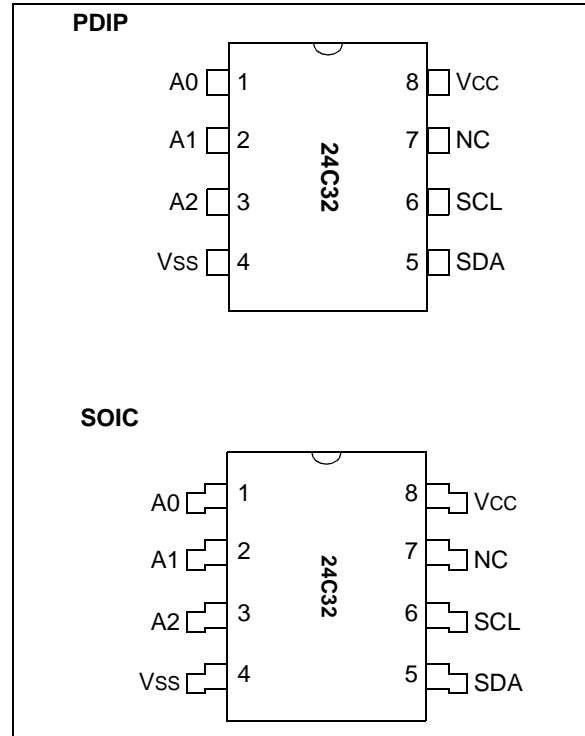 PDIP
A0 1 8 VCC
A1 2 7 NC
A2 3 6 SCL
VSS 4 5 SDA
24C32
SOIC
A0 1 8 VCC
A1 2 7 NC
A2 3 6 SCL
VSS 4 5 SDA
24C32